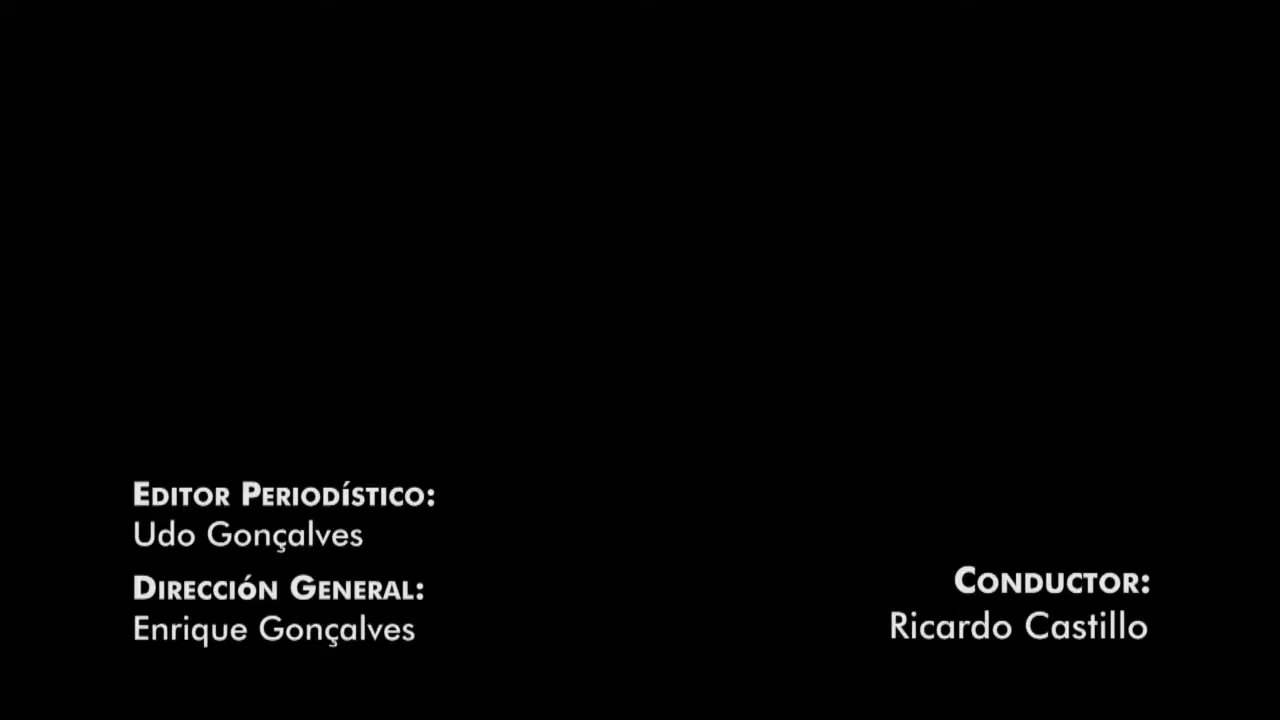 Editor Periodístico:
Udo Gonçalves
Dirección General:
Enrique Gonçalves
Conductor:
Ricardo Castillo